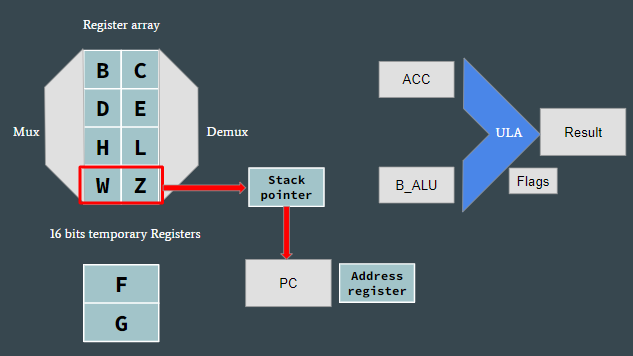 Register array
B C
D E
H L
W Z
Mux
Demux
16 bits temporary Registers
F
G
Stack
pointer
PC
Address
register
ACC
B_ALU
ULA
Result
Flags